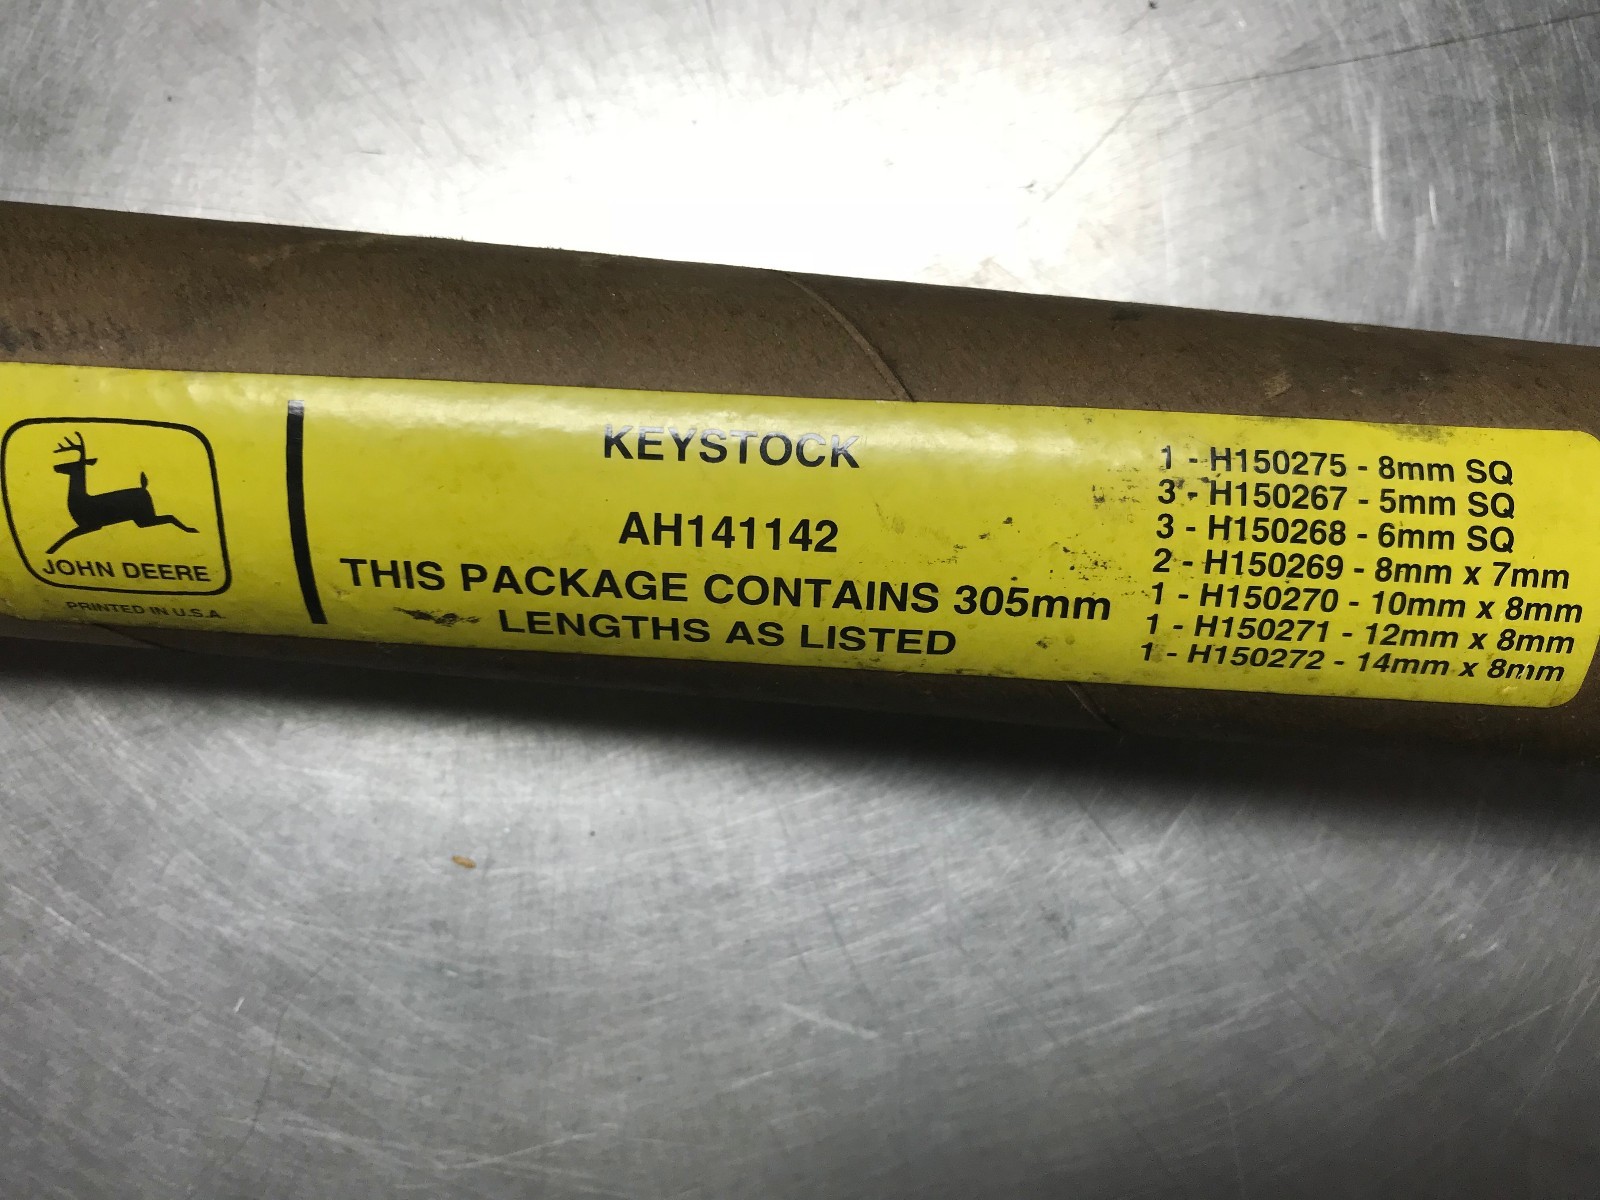 JOHN DEERE
PRINTED IN U.S.A.
KEYSTOCK
AH141142
THIS PACKAGE CONTAINS 305mm
LENGTHS AS LISTED
1 - H150275 - 8mm SQ
3 - H150267 - 5mm SQ
3 - H150268 - 6mm SQ
2 - H150269 - 8mm x 7mm
1 - H150270 - 10mm x 8mm
1 - H150271 - 12mm x 8mm
1 - H150272 - 14mm x 8mm